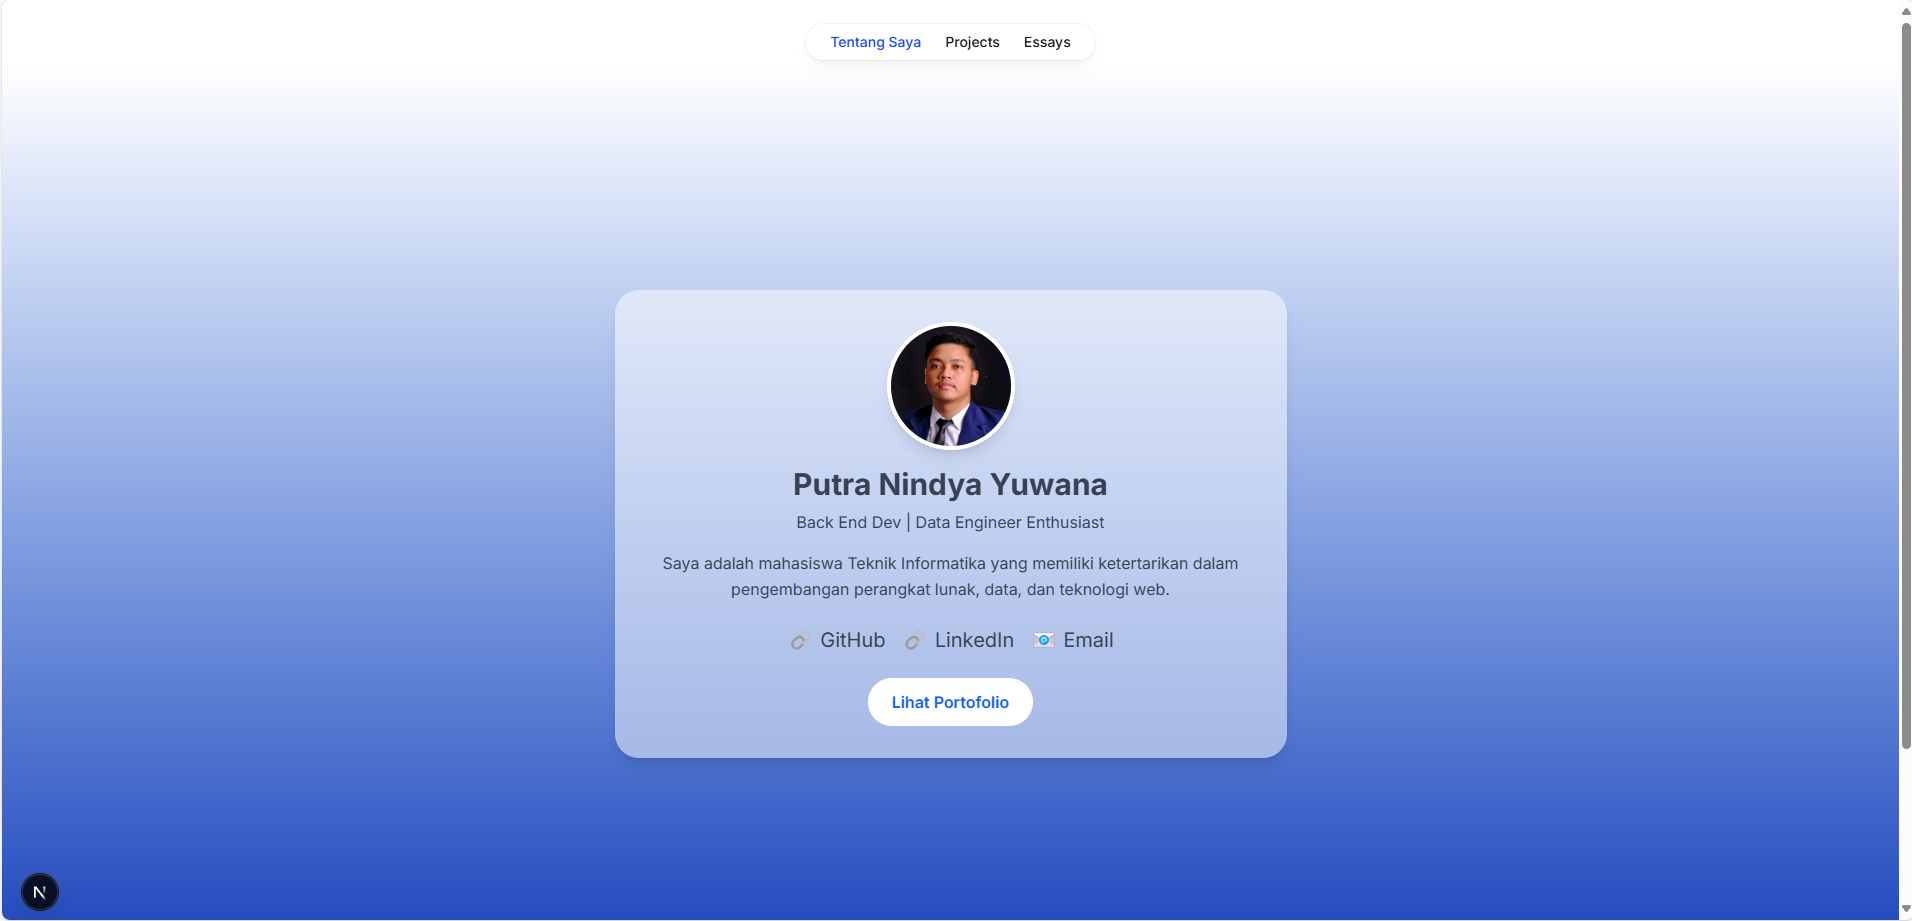 Tentang Saya Projects Essays
Putra Nindya Yuwana
Back End Dev | Data Engineer Enthusiast
Saya adalah mahasiswa Teknik Informatika yang memiliki ketertarikan dalam
pengembangan perangkat lunak, data, dan teknologi web.
GitHub LinkedIn Email
Lihat Portofolio
N